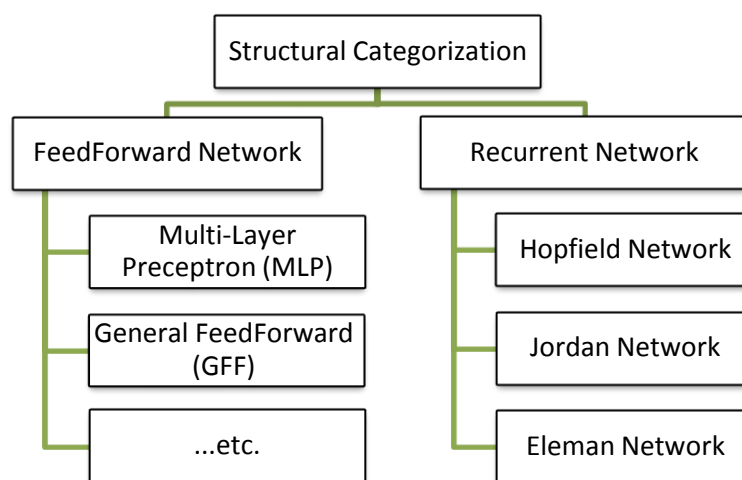 Structural Categorization
FeedForward Network
Multi-Layer
Preceptron (MLP)
General FeedForward
(GFF)
...etc.
Recurrent Network
Hopfield Network
Jordan Network
Eleman Network